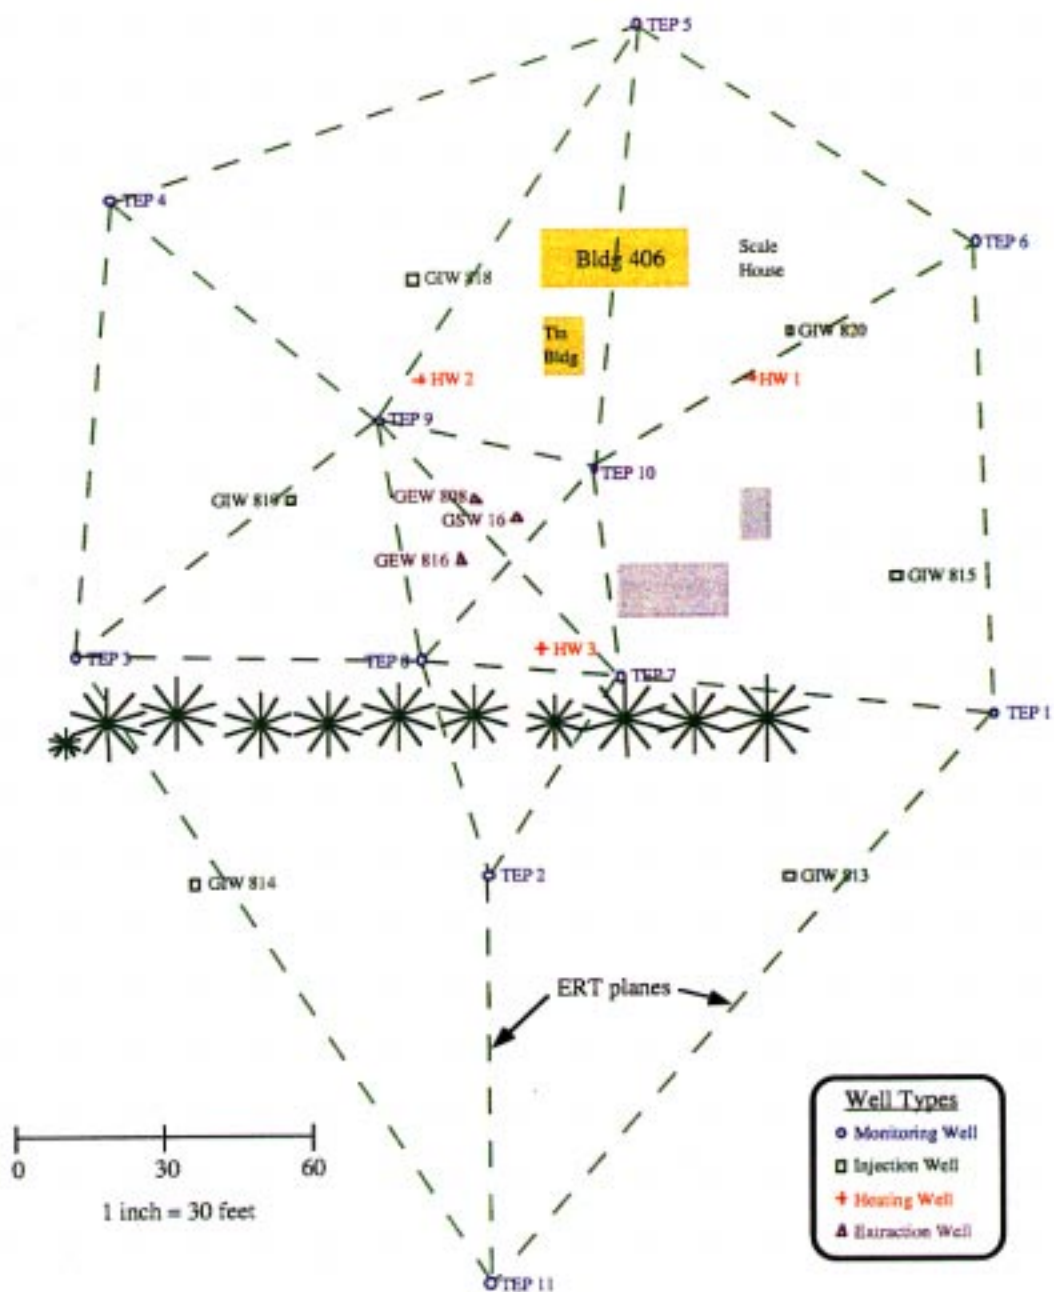 TEP 5
TEP 4
TEP 6
Scale
House
Bldg 406
GIW 818
GIW 820
Tin
Bldg
HW 2
HW 1
TEP 9
TEP 10
GIW 819
GEW 808
GSW 16
GEW 816
GIW 815
HW 3
TEP 3
TEP 8
TEP 7
TEP 1
TEP 2
GIW 814
GIW 813
ERT planes
Well Types
Monitoring Well
Injection Well
Heating Well
Extraction Well
0 30 60
1 inch = 30 feet
TEP 11